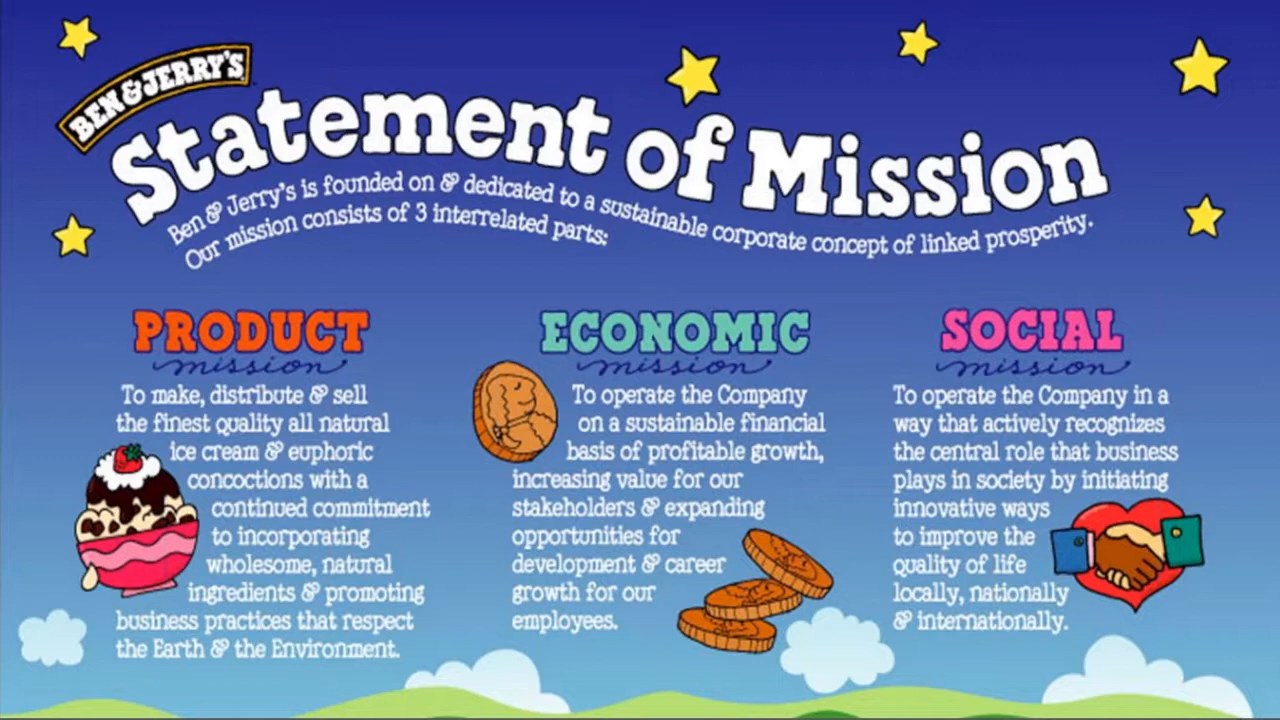 BEN & JERRY'S
Statement of Mission
Ben & Jerry's is founded on & dedicated to a sustainable corporate concept of linked prosperity.
Our mission consists of 3 interrelated parts:
PRODUCT
mission
To make, distribute & sell
the finest quality all natural
ice cream & euphoric
concoctions with a
continued commitment
to incorporating
wholesome, natural
ingredients & promoting
business practices that respect
the Earth & the Environment.
ECONOMIC
mission
To operate the Company
on a sustainable financial
basis of profitable growth,
increasing value for our
stakeholders & expanding
opportunities for
development & career
growth for our
employees.
SOCIAL
mission
To operate the Company in a
way that actively recognizes
the central role that business
plays in society by initiating
innovative ways
to improve the
quality of life
locally, nationally
& internationally.